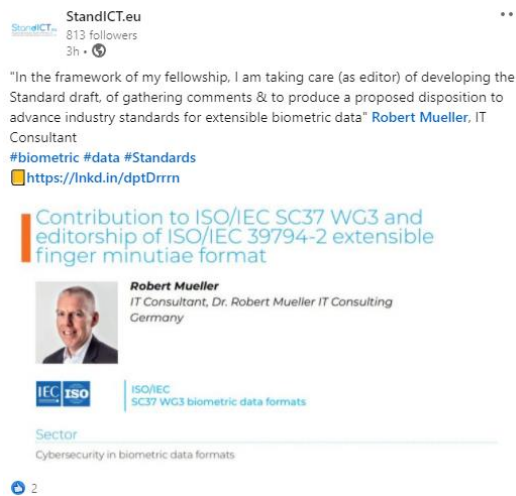 StandICT.eu
StandICT.eu
813 followers
3h •
"In the framework of my fellowship, I am taking care (as editor) of developing the
Standard draft, of gathering comments & to produce a proposed disposition to
advance industry standards for extensible biometric data" Robert Mueller, IT
Consultant
#biometric #data #Standards
https://lnkd.in/dptDrrrn
Contribution to ISO/IEC SC37 WG3 and
editorship of ISO/IEC 39794-2 extensible
finger minutiae format
Robert Mueller
IT Consultant, Dr. Robert Mueller IT Consulting
Germany
IEC ISO
ISO/IEC
SC37 WG3 biometric data formats
Sector
Cybersecurity in biometric data formats
2